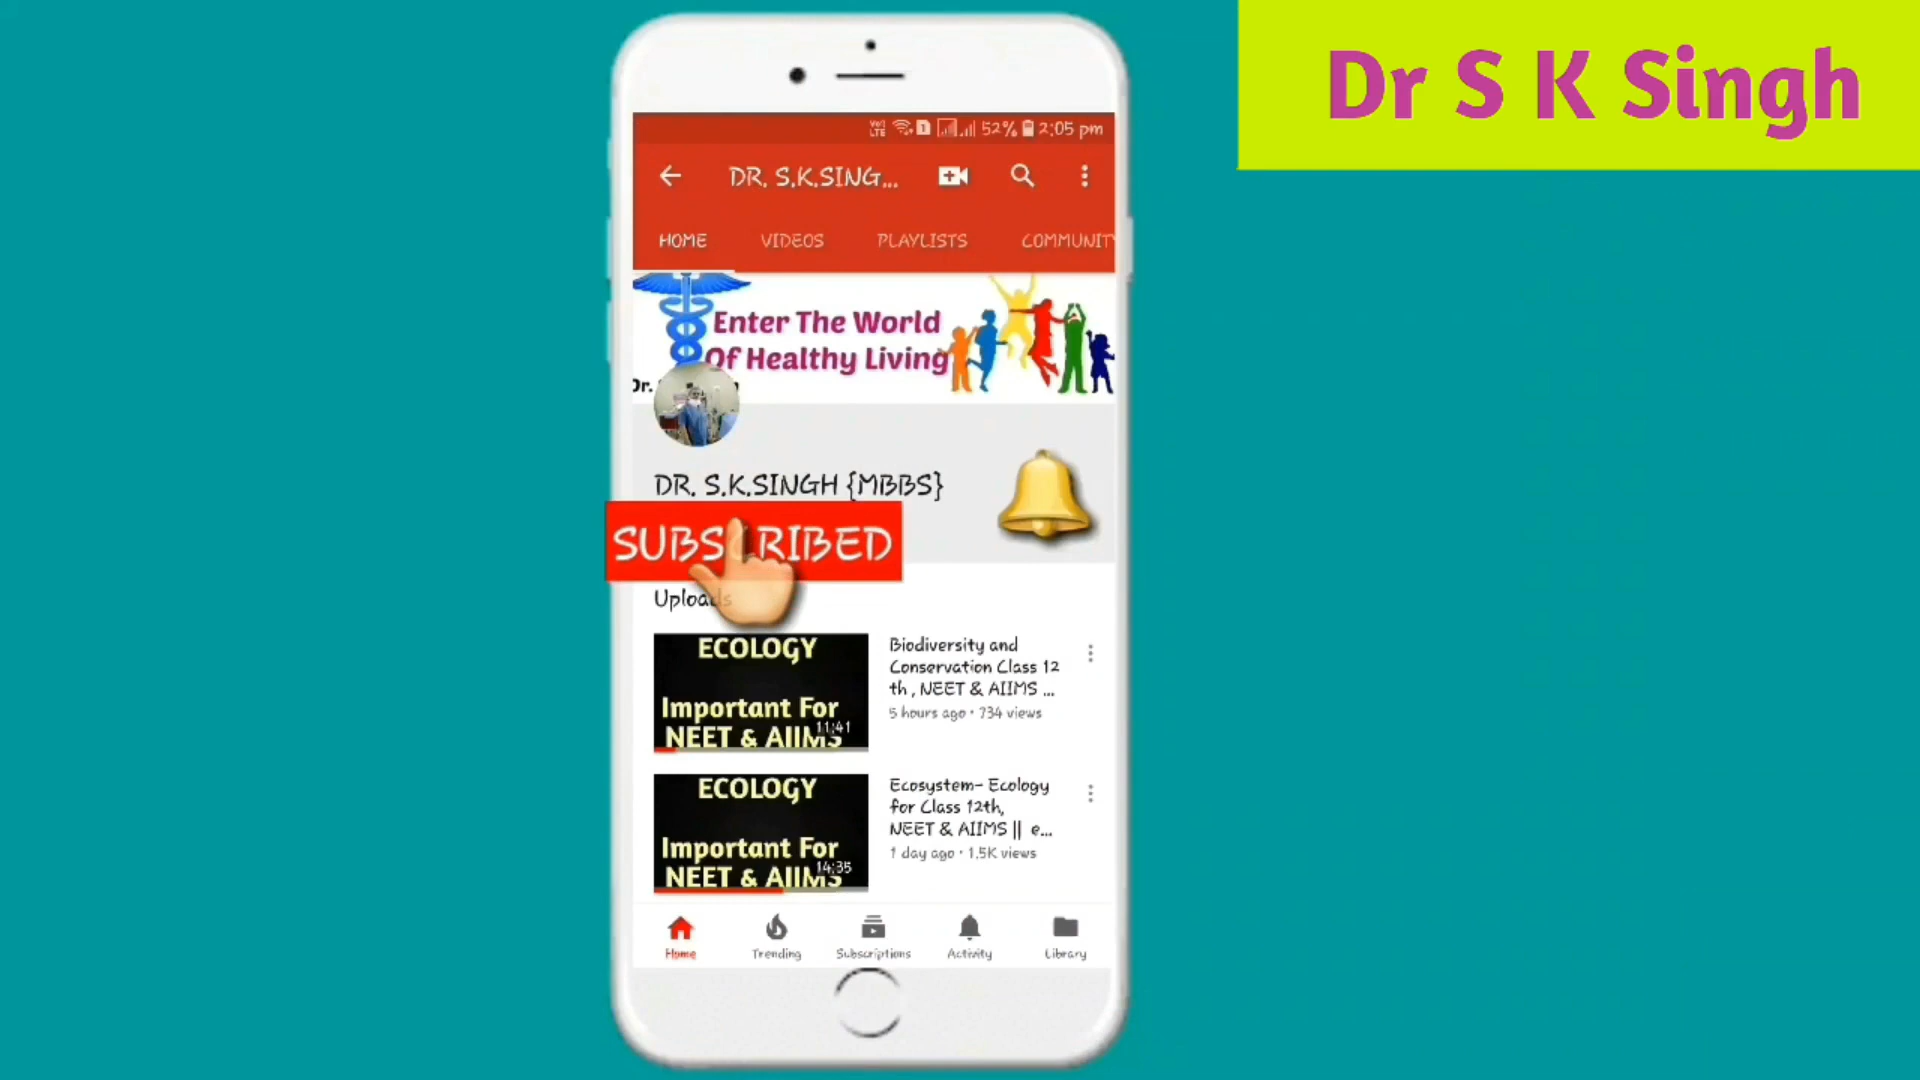 Dr S K Singh
52% 2:05 pm
DR. S.K.SING...
HOME VIDEOS PLAYLISTS COMMUNIT
Enter The World
Of Healthy Living
Dr.
DR. S.K.SINGH {MBBS}
SUBSCRIBED
Uploads
ECOLOGY
Important For
NEET & AIIMS
11:41
Biodiversity and
Conservation Class 12
th , NEET & AIIMS ...
5 hours ago • 734 views
ECOLOGY
Important For
NEET & AIIMS
14:35
Ecosystem- Ecology
for Class 12th,
NEET & AIIMS || e...
1 day ago • 1.5K views
Home Trending Subscriptions Activity Library